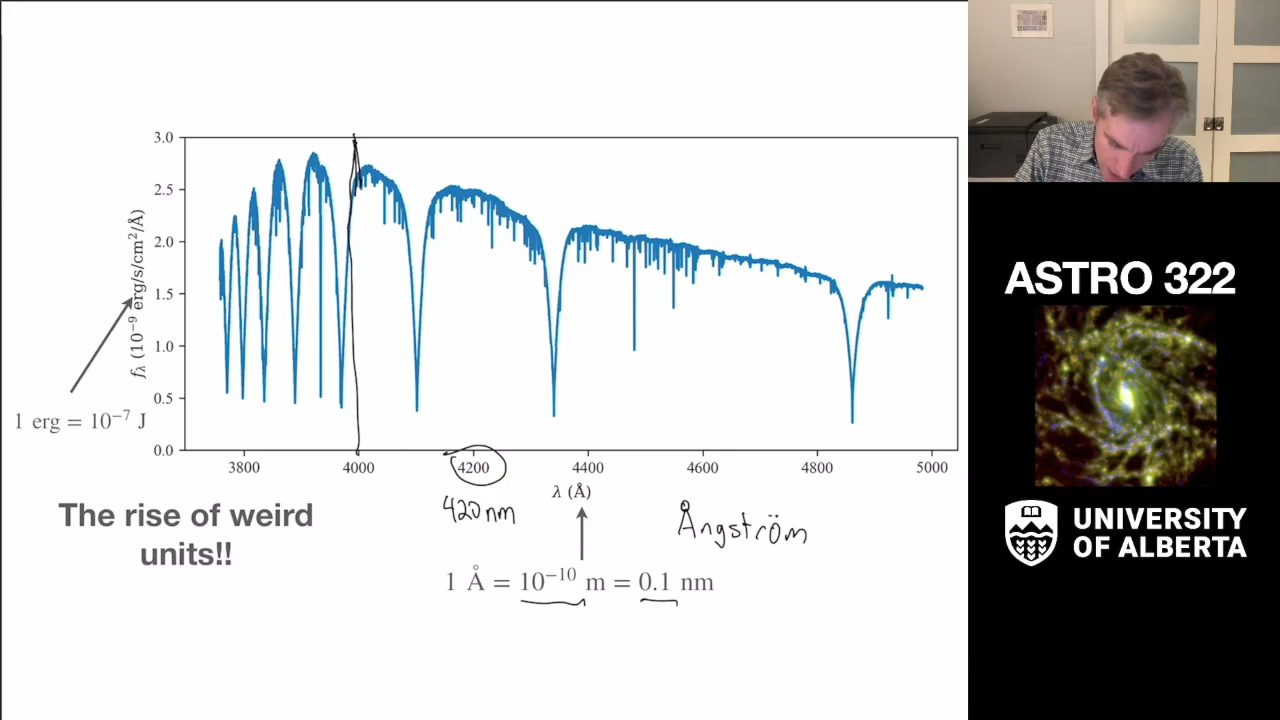 3.0
2.5
2.0
1.5
1.0
0.5
0.0
fλ (10⁻⁹ erg/s/cm²/Å)
3800 4000 4200 4400 4600 4800 5000
λ (Å)
1 erg = 10⁻⁷ J
The rise of weird
units!!
420nm
Ångström
1 Å = 10⁻¹⁰ m = 0.1 nm
ASTRO 322
UNIVERSITY
OF ALBERTA